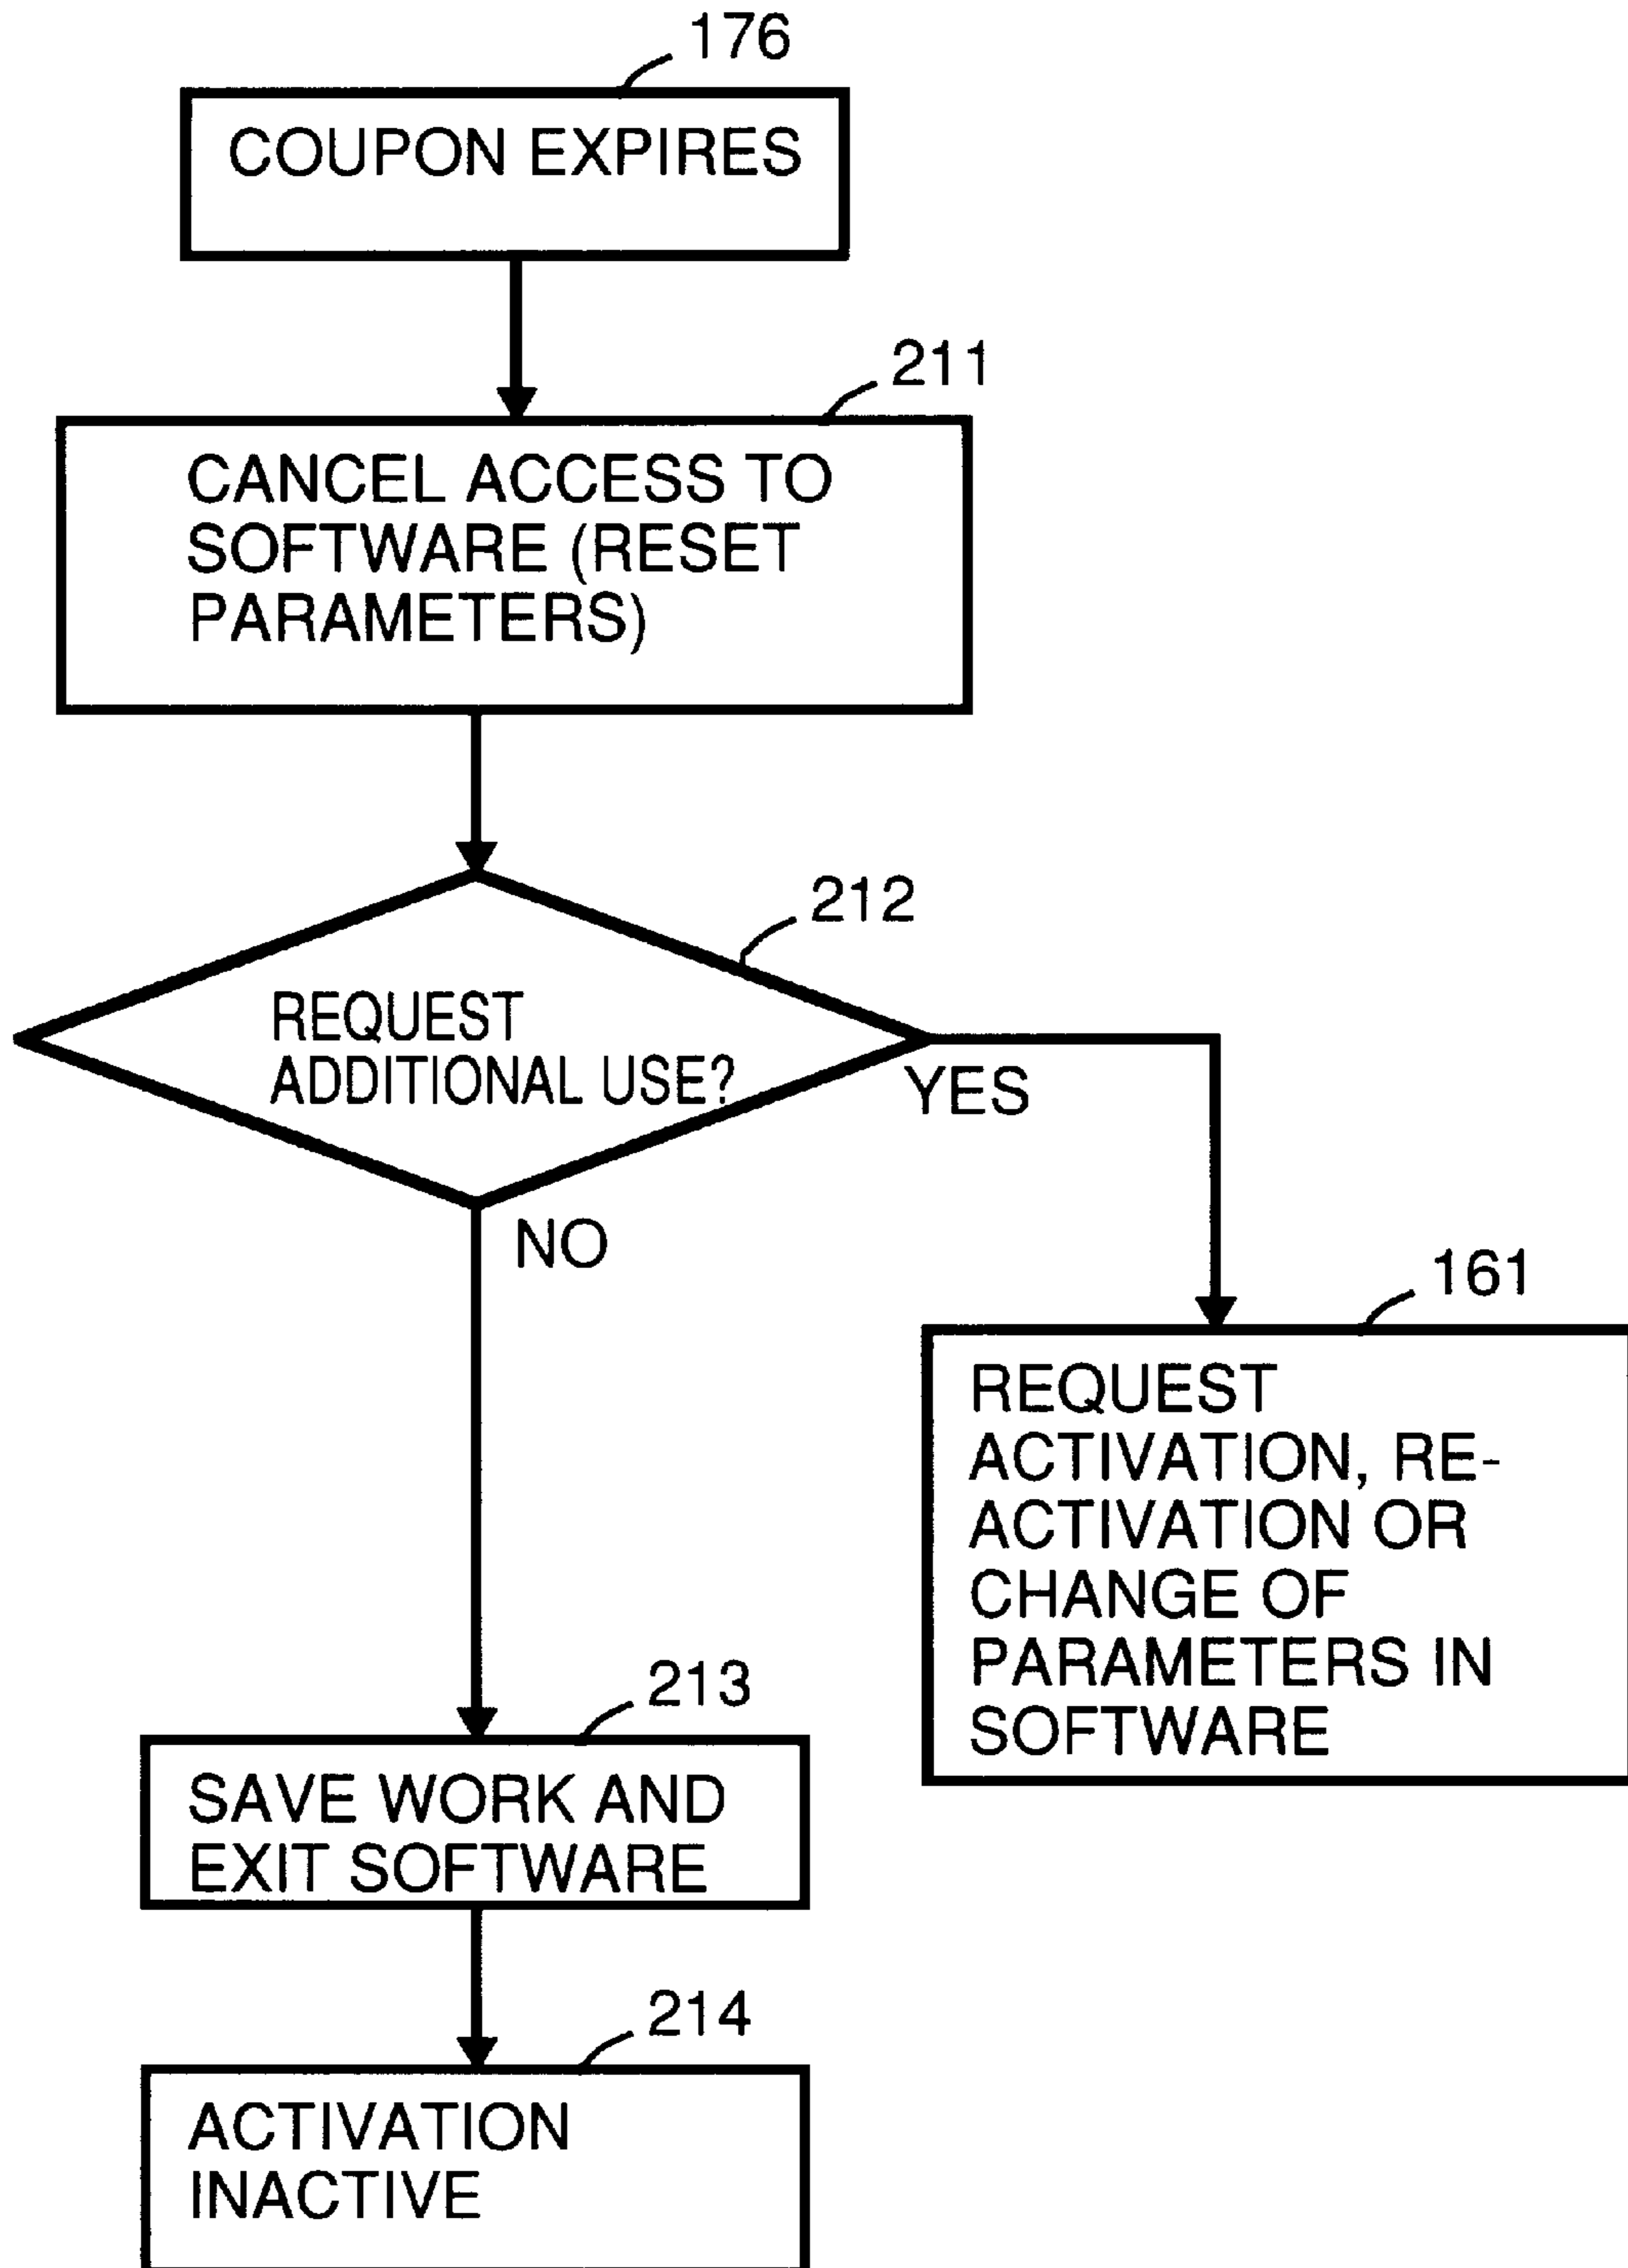 176
COUPON EXPIRES
211
CANCEL ACCESS TO
SOFTWARE (RESET
PARAMETERS)
212
REQUEST
ADDITIONAL USE?
YES
NO
161
REQUEST
ACTIVATION, RE-
ACTIVATION OR
CHANGE OF
PARAMETERS IN
SOFTWARE
213
SAVE WORK AND
EXIT SOFTWARE
214
ACTIVATION
INACTIVE